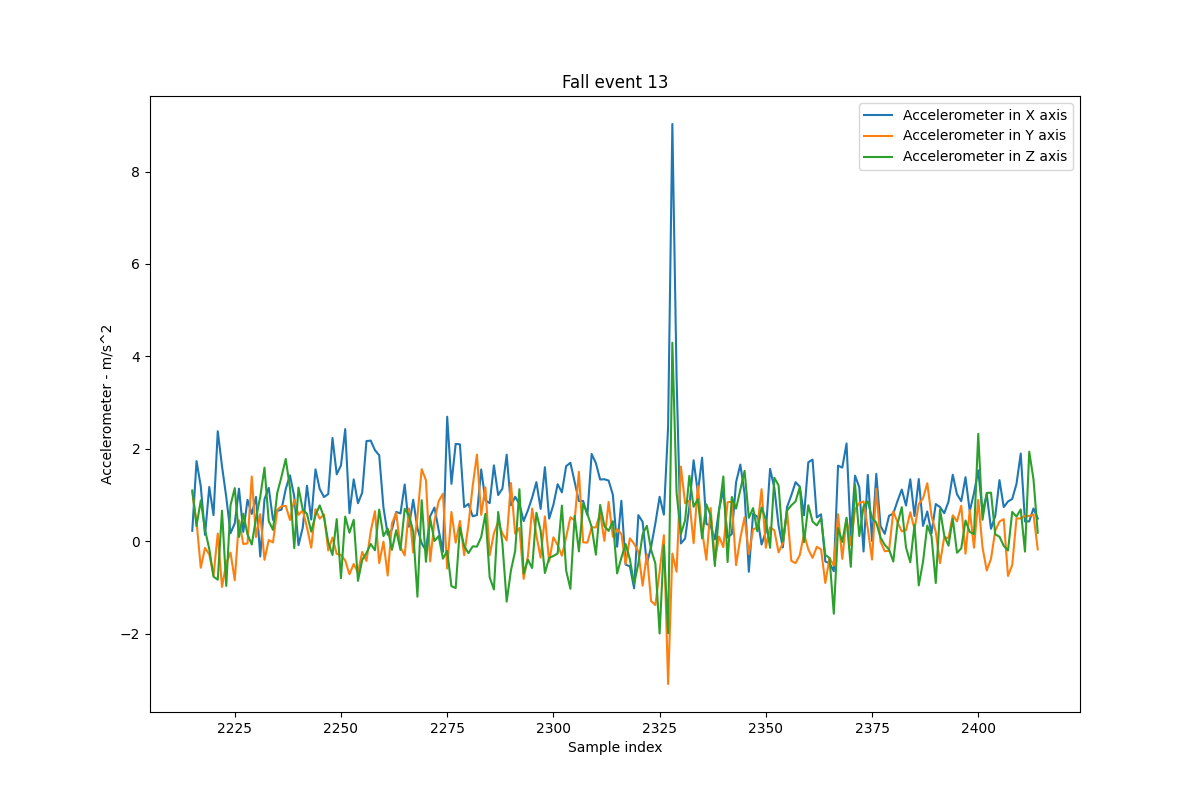 Fall event 13
Accelerometer in X axis
Accelerometer in Y axis
Accelerometer in Z axis
Accelerometer - m/s^2
8
6
4
2
0
−2
2225 2250 2275 2300 2325 2350 2375 2400
Sample index